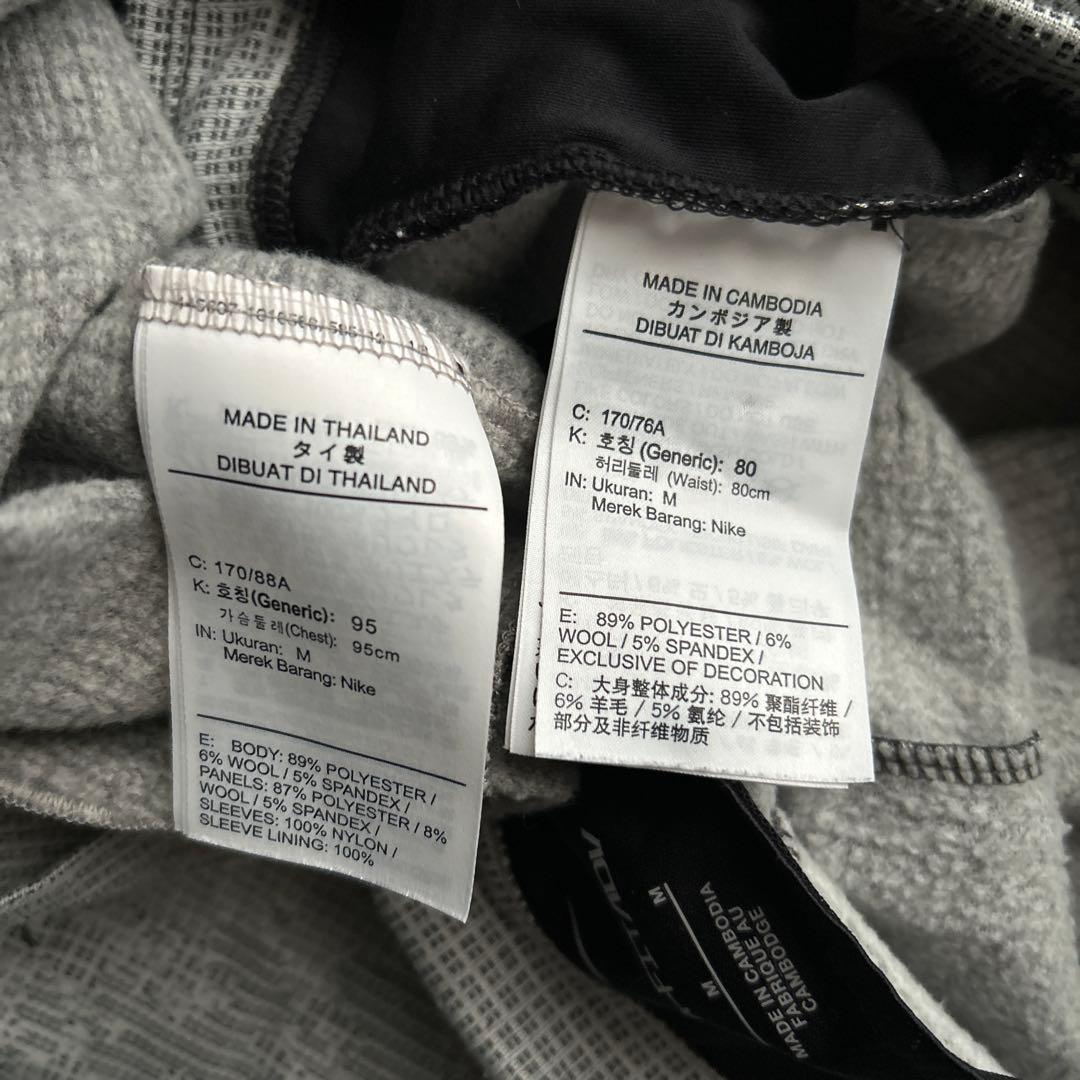 MADE IN THAILAND
タイ製
DIBUAT DI THAILAND
C: 170/88A
K: 호칭(Generic): 95
가슴둘레(Chest): 95cm
IN: Ukuran: M
Merek Barang: Nike
E: BODY: 89% POLYESTER /
6% WOOL / 5% SPANDEX /
PANELS: 87% POLYESTER / 8%
WOOL / 5% SPANDEX /
SLEEVES: 100% NYLON /
SLEEVE LINING: 100%
MADE IN CAMBODIA
カンボジア製
DIBUAT DI KAMBOJA
C: 170/76A
K: 호칭 (Generic): 80
허리둘레 (Waist): 80cm
IN: Ukuran: M
Merek Barang: Nike
E: 89% POLYESTER / 6%
WOOL / 5% SPANDEX /
EXCLUSIVE OF DECORATION
C: 大身整体成分: 89% 聚酯纤维 /
6% 羊毛 / 5% 氨纶 / 不包括装饰
部分及非纤维物质
M
M
MADE IN CAMBODIA
FABRIQUE AU
CAMBODGE